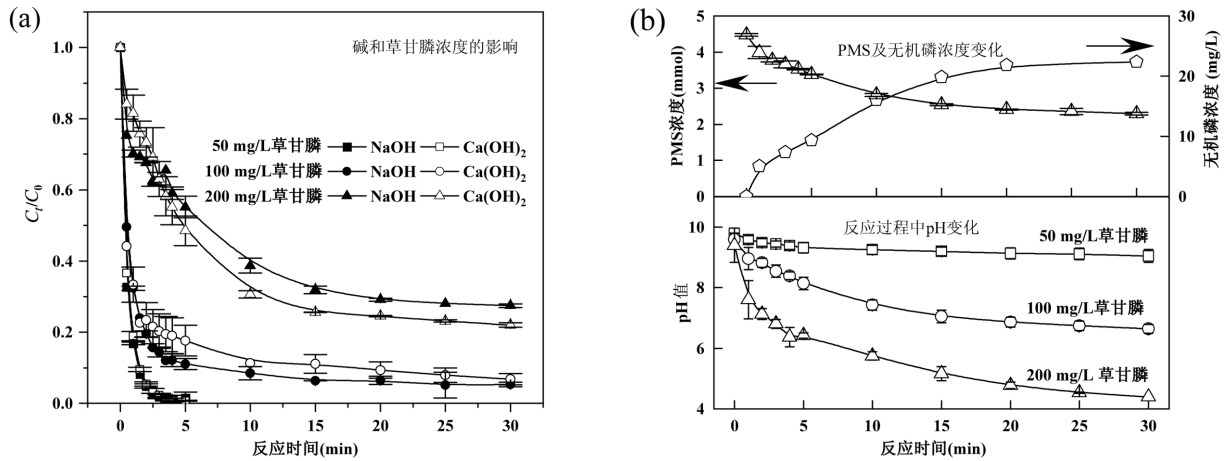 (a)
碱和草甘膦浓度的影响
50 mg/L草甘膦 NaOH Ca(OH)2
100 mg/L草甘膦 NaOH Ca(OH)2
200 mg/L草甘膦 NaOH Ca(OH)2
Ct/C0
1.0
0.8
0.6
0.4
0.2
0.0
0 5 10 15 20 25 30
反应时间(min)
(b)
PMS及无机磷浓度变化
PMS浓度(mmol)
5
4
3
2
1
0
无机磷浓度 (mg/L)
30
20
10
0
反应过程中pH变化
50 mg/L草甘膦
100 mg/L草甘膦
200 mg/L 草甘膦
pH 值
10
8
6
4
0 5 10 15 20 25 30
反应时间(min)